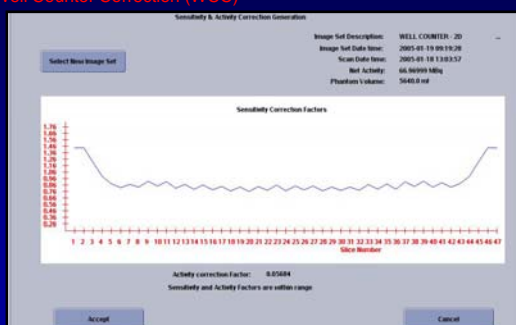 Well Counter Correction (WCC)
Sensitivity & Activity Correction Generation
Select New Image Set
Image Set Description: WELL COUNTER - 2D
Image Set Date time: 2005-01-19 09:19:28
Scan Date time: 2005-01-18 13:03:57
Net Activity: 66.96999 MBq
Phantom Volume: 5640.0 ml
Sensitivity Correction Factors
1.76
1.66
1.56
1.46
1.36
1.26
1.16
1.06
0.96
0.86
0.76
0.66
0.56
0.46
0.36
0.26
1 2 3 4 5 6 7 8 9 10 11 12 13 14 15 16 17 18 19 20 21 22 23 24 25 26 27 28 29 30 31 32 33 34 35 36 37 38 39 40 41 42 43 44 45 46 47
Slice Number
Activity correction Factor: 0.05684
Sensitivity and Activity Factors are within range
Accept Cancel